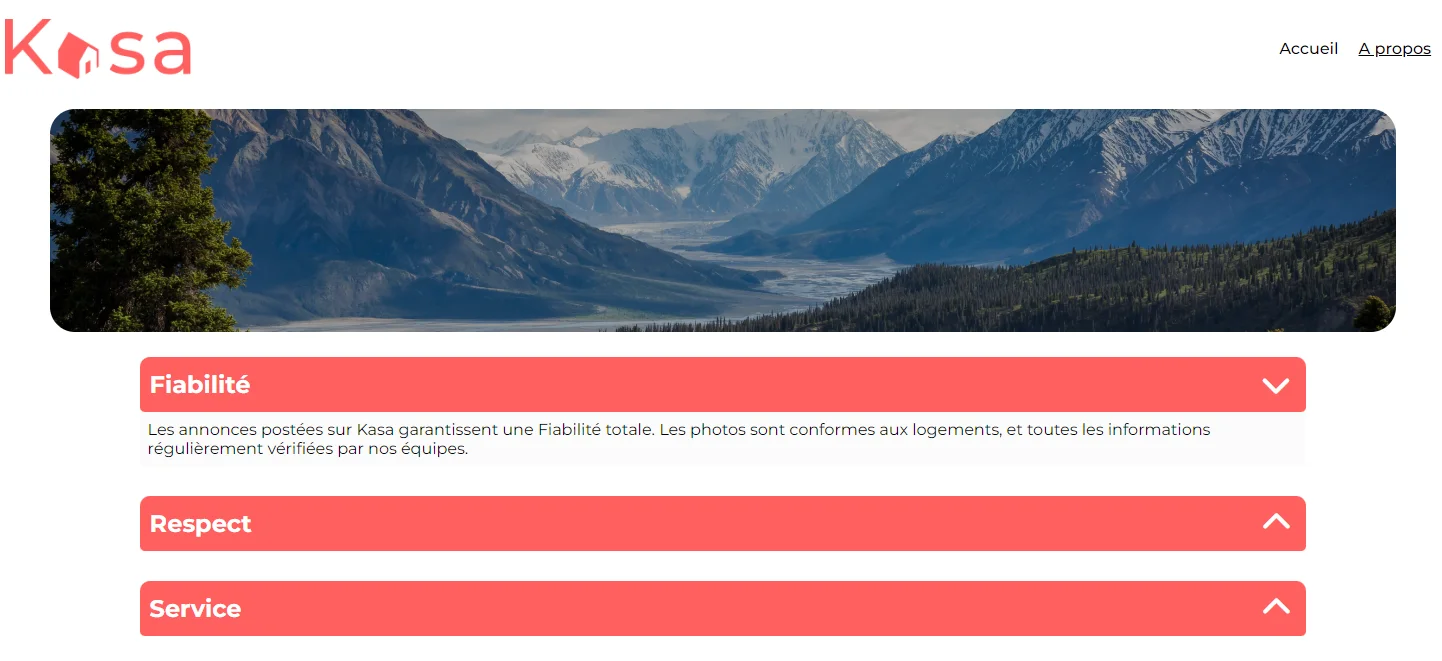 Kasa
Accueil A propos
Fiabilité
Les annonces postées sur Kasa garantissent une Fiabilité totale. Les photos sont conformes aux logements, et toutes les informations
régulièrement vérifiées par nos équipes.
Respect
Service